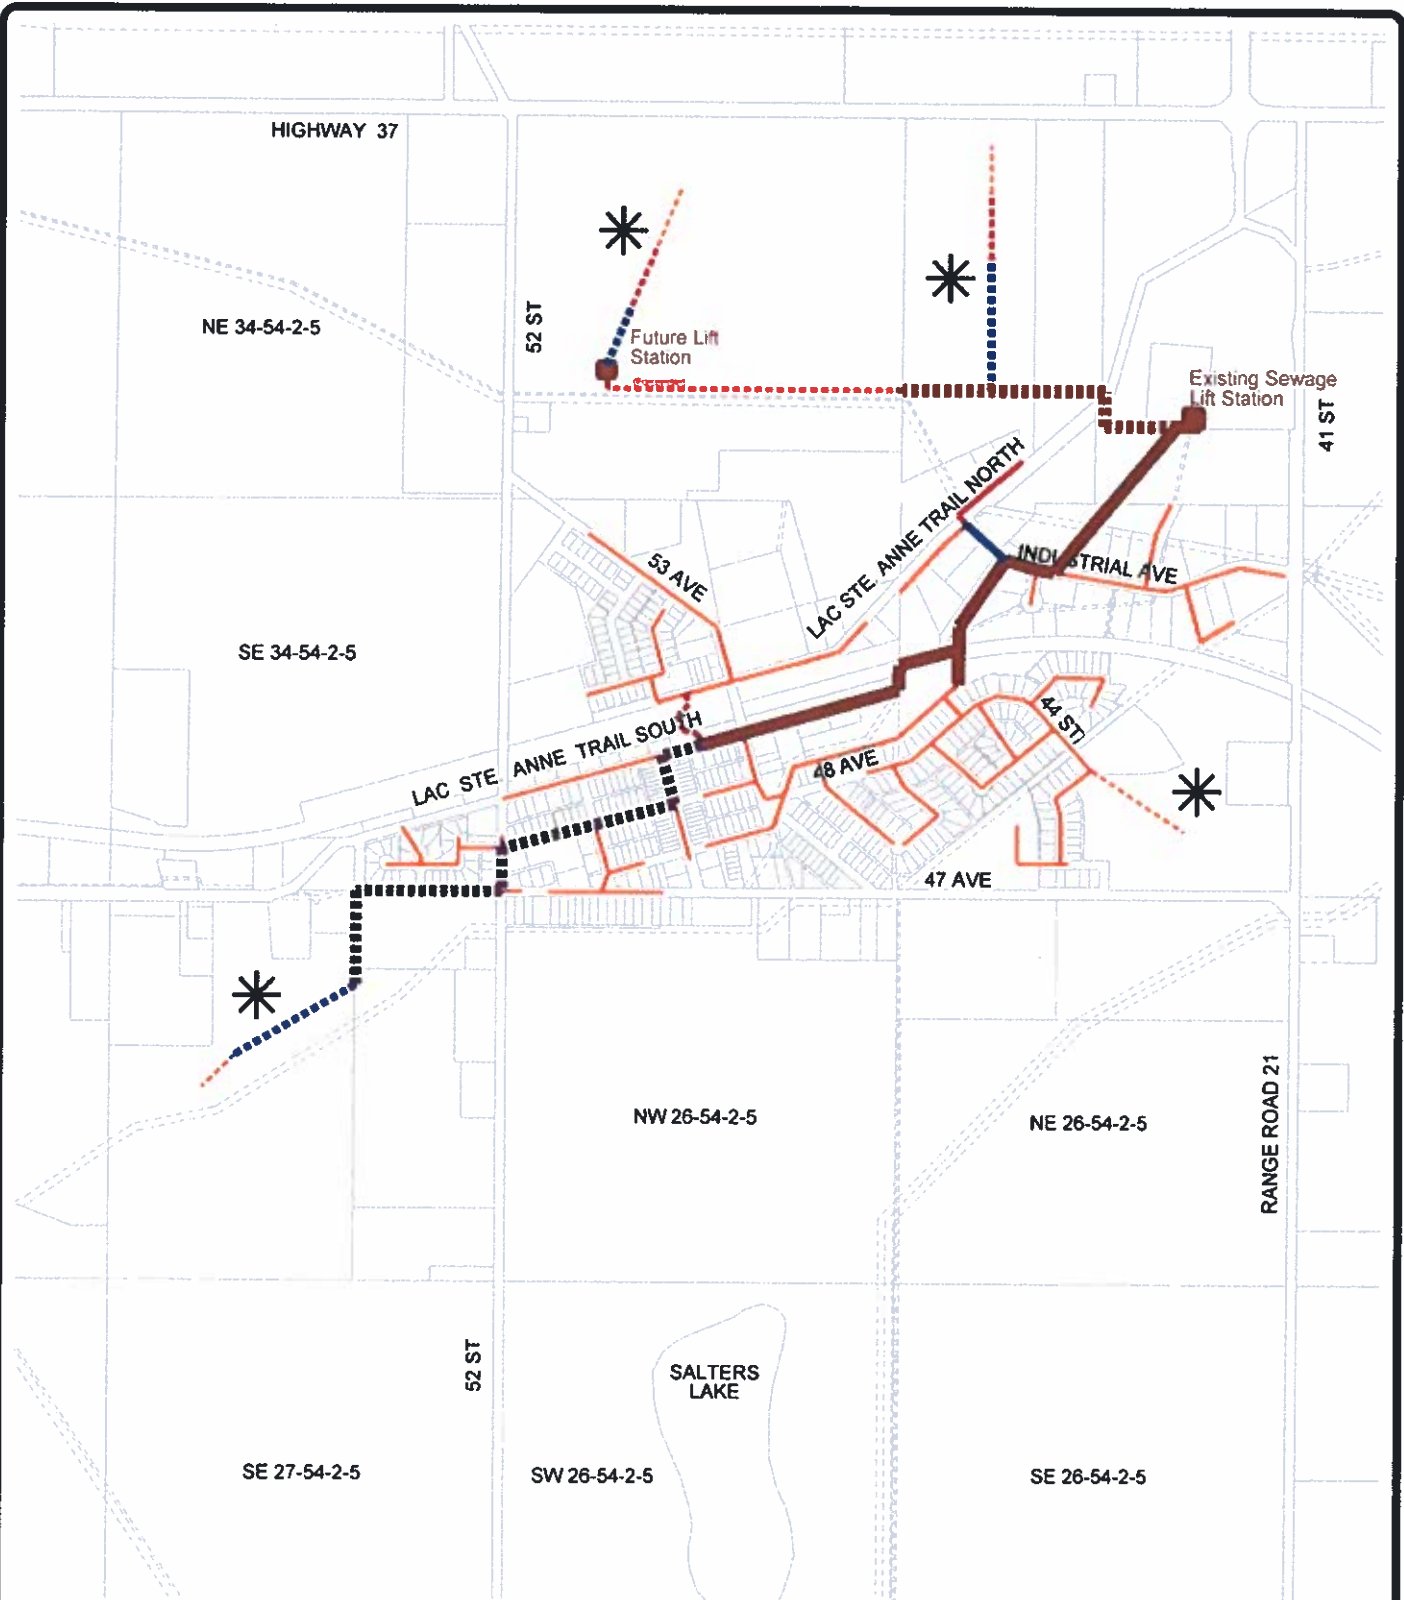 HIGHWAY 37
NE 34-54-2-5
52 ST
Future Lift
Station
Existing Sewage
Lift Station
41 ST
LAC STE. ANNE TRAIL NORTH
53 AVE
INDUSTRIAL AVE
SE 34-54-2-5
44 ST
LAC STE ANNE TRAIL SOUTH
48 AVE
47 AVE
NW 26-54-2-5
NE 26-54-2-5
RANGE ROAD 21
52 ST
SALTERS
LAKE
SE 27-54-2-5
SW 26-54-2-5
SE 26-54-2-5